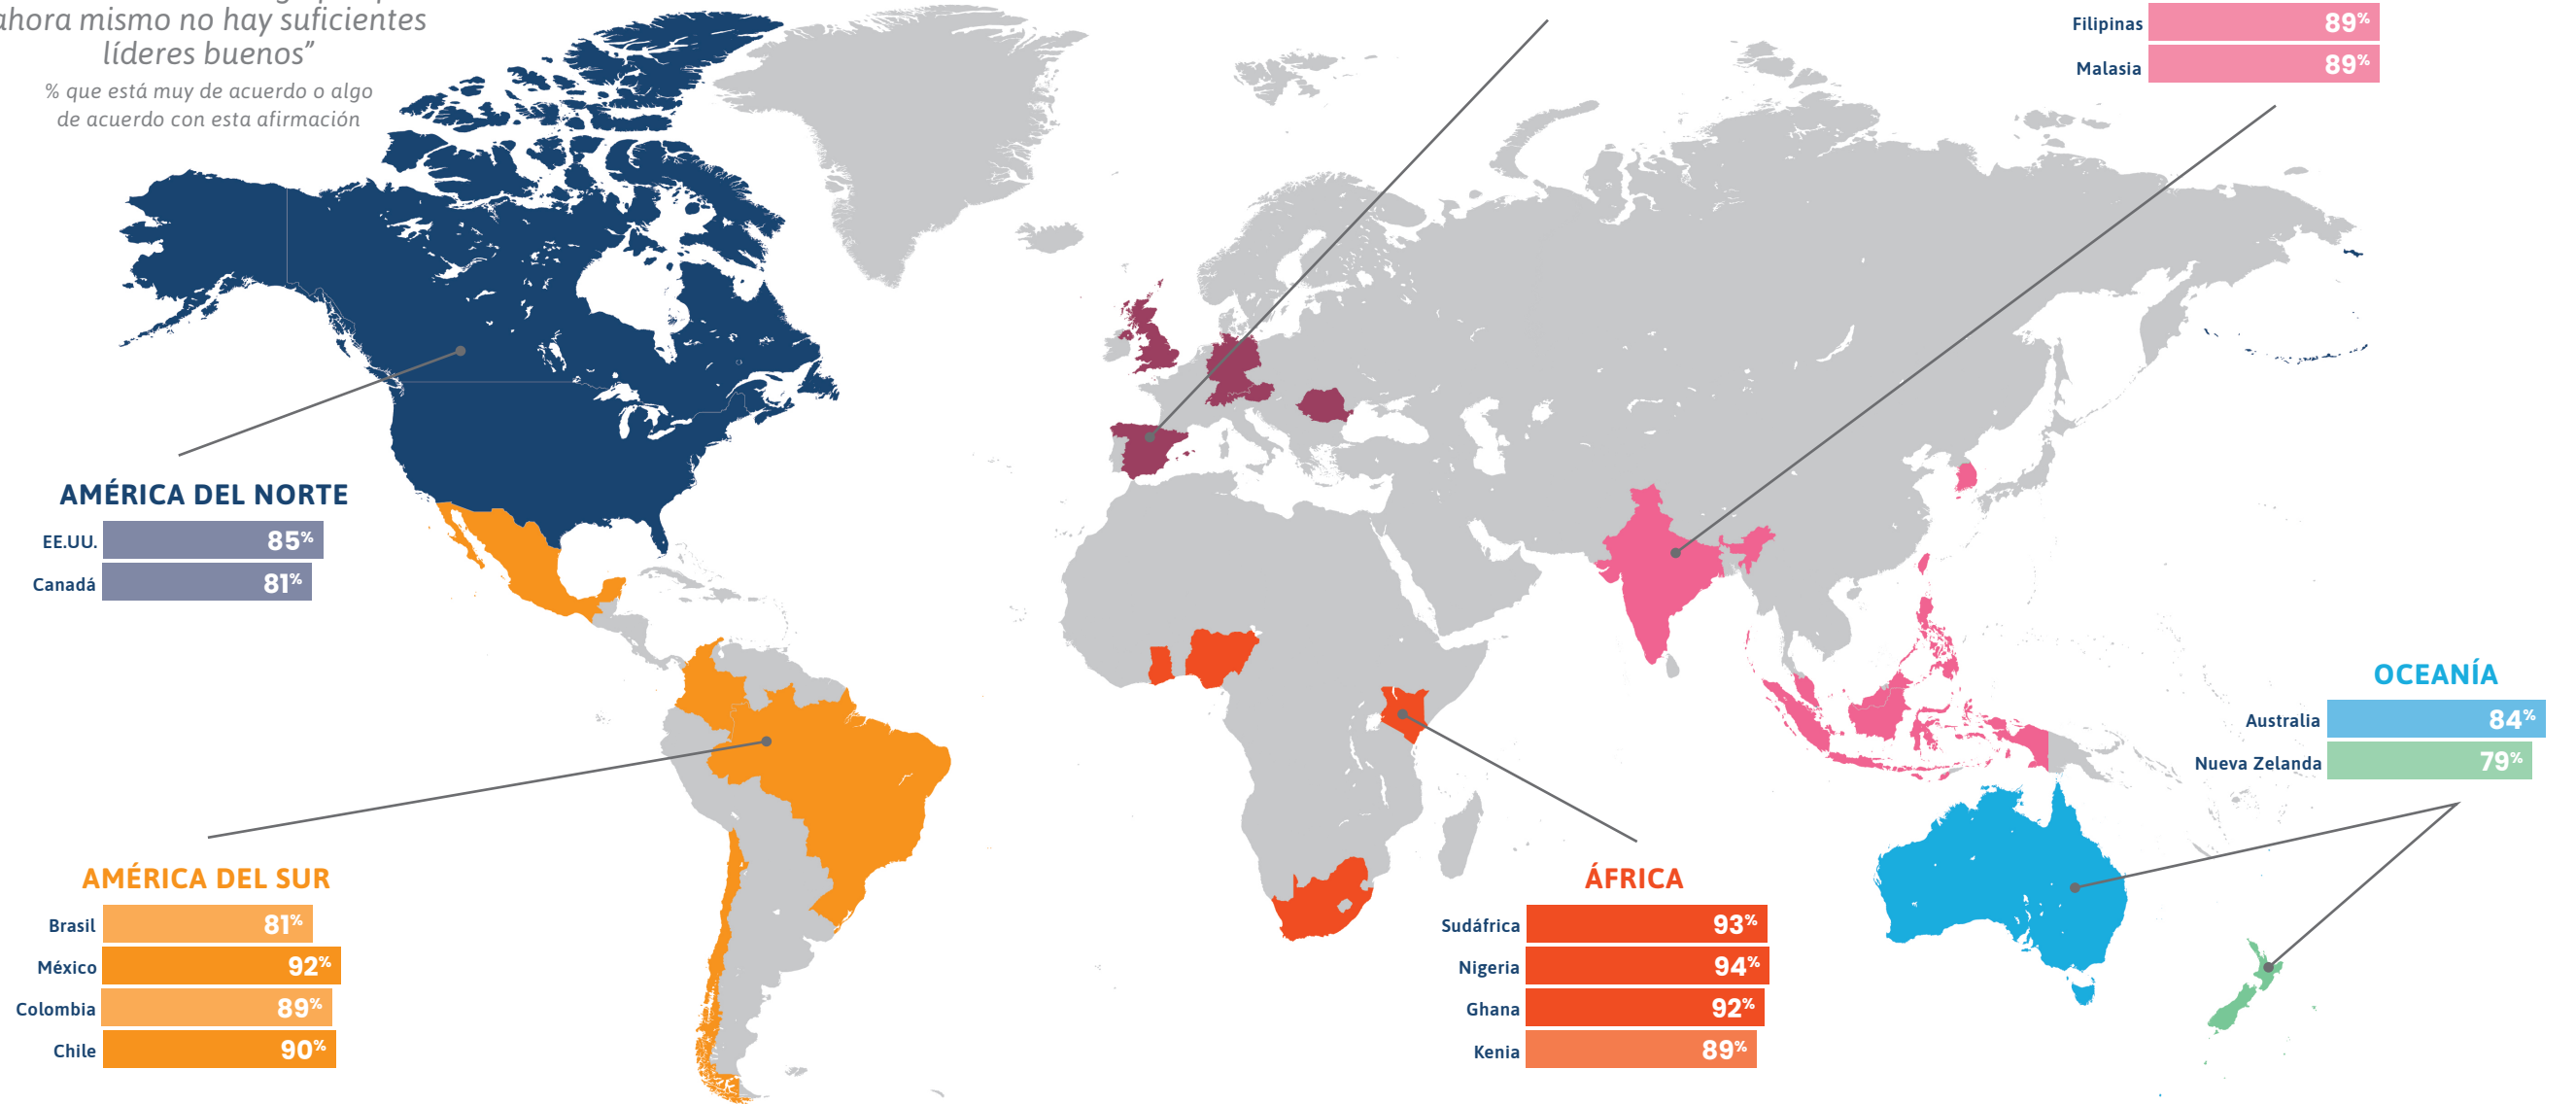 ahora mismo no hay suficientes
líderes buenos”
% que está muy de acuerdo o algo
de acuerdo con esta afirmación
Filipinas 89%
Malasia 89%
AMÉRICA DEL NORTE
EE.UU. 85%
Canadá 81%
OCEANÍA
Australia 84%
Nueva Zelanda 79%
AMÉRICA DEL SUR
Brasil 81%
México 92%
Colombia 89%
Chile 90%
ÁFRICA
Sudáfrica 93%
Nigeria 94%
Ghana 92%
Kenia 89%